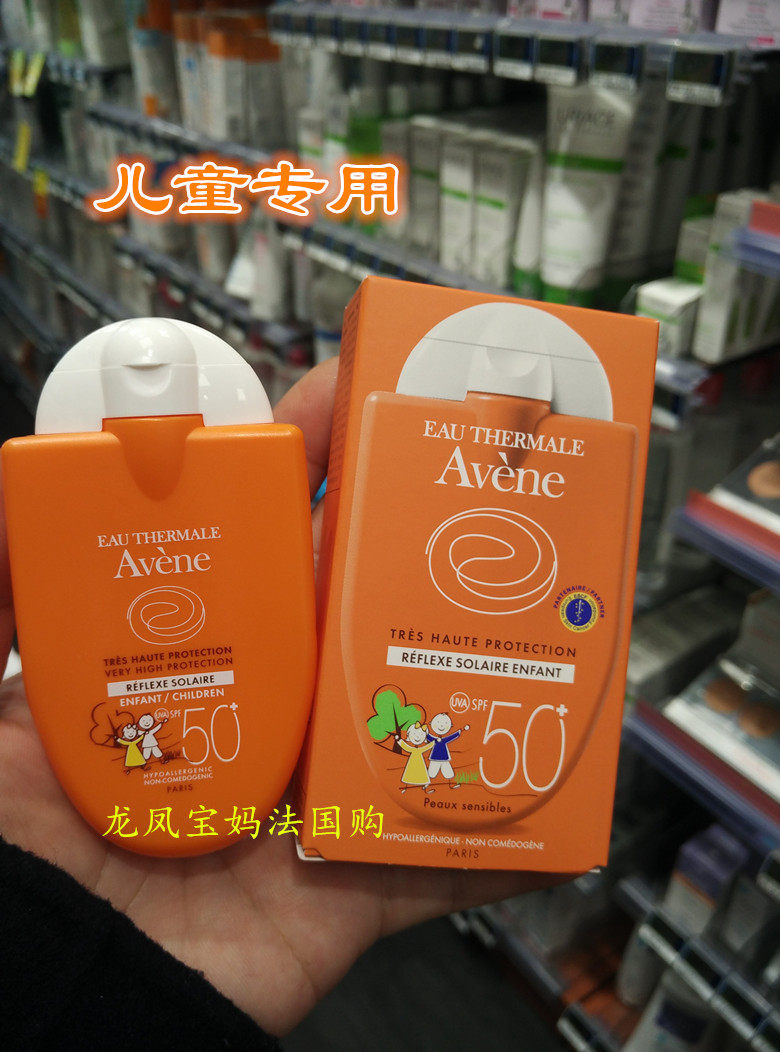 儿童专用
EAU THERMALE
Avène
TRÈS HAUTE PROTECTION
VERY HIGH PROTECTION
RÉFLEXE SOLAIRE
ENFANT / CHILDREN
UVA SPF 50+
HYPOALLERGENIC
NON-COMEDOGENIC
PARIS
EAU THERMALE
Avène
PARTENAIRE / PARTNER
TRÈS HAUTE PROTECTION
RÉFLEXE SOLAIRE ENFANT
UVA SPF 50+
Peaux sensibles
HYPOALLERGÉNIQUE - NON COMÉDOGÈNE
PARIS
龙凤宝妈法国购